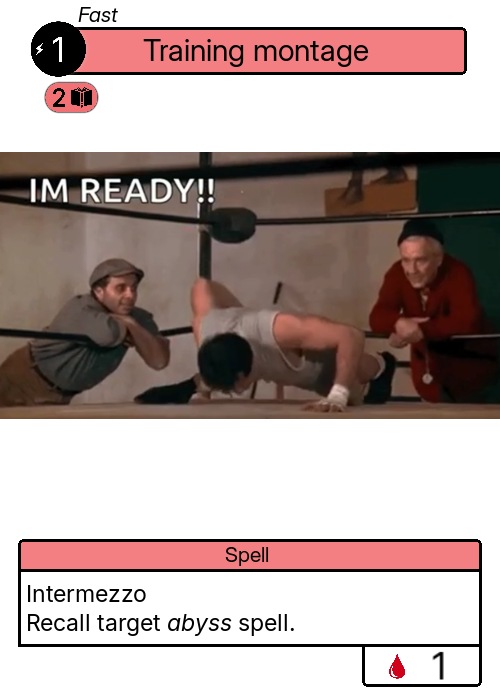 Fast
1
Training montage
2
IM READY!!
Spell
Intermezzo
Recall target abyss spell.
1